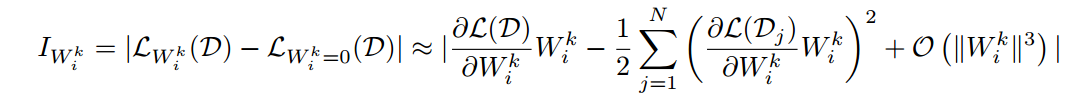 $I_{W_i^k} = |\mathcal{L}_{W_i^k}(\mathcal{D}) - \mathcal{L}_{W_i^k=0}(\mathcal{D})| \approx |\frac{\partial \mathcal{L}(\mathcal{D})}{\partial W_i^k} W_i^k - \frac{1}{2} \sum_{j=1}^{N} \left( \frac{\partial \mathcal{L}(\mathcal{D}_j)}{\partial W_i^k} W_i^k \right)^2 + \mathcal{O}\left( \|W_i^k\|^3 \right) |$